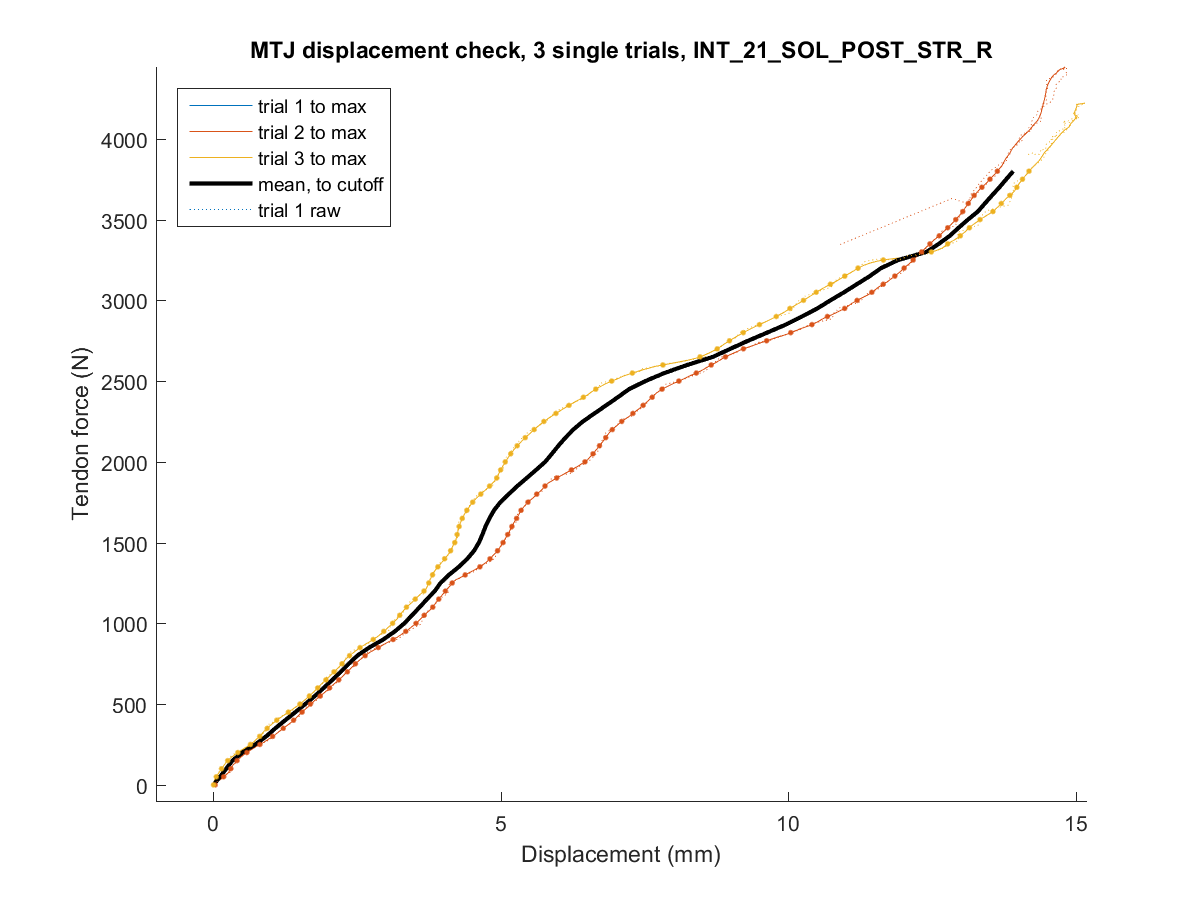 MTJ displacement check, 3 single trials, INT_21_SOL_POST_STR_R
trial 1 to max
trial 2 to max
trial 3 to max
mean, to cutoff
trial 1 raw
4000
3500
3000
2500
2000
1500
1000
500
0
Tendon force (N)
0 5 10 15
Displacement (mm)